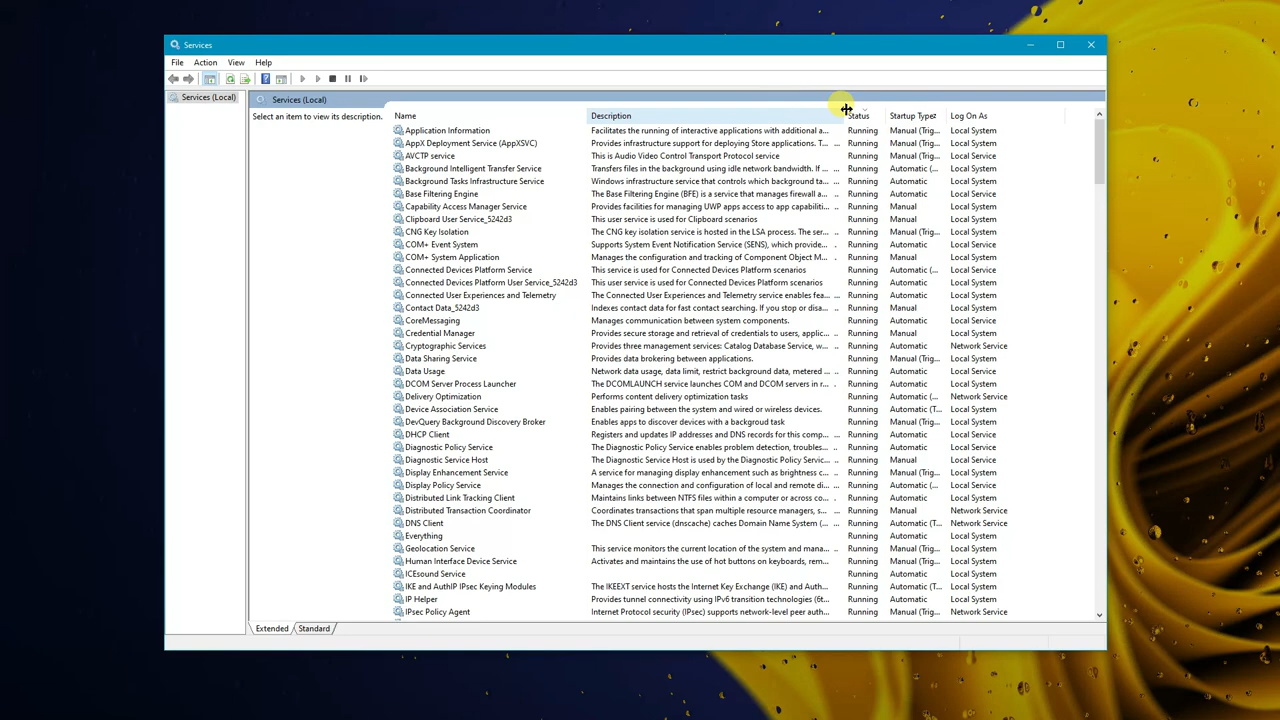 Services
File Action View Help
Services (Local)
Services (Local)
Select an item to view its description.
Name Description Status Startup Type Log On As
Application Information Facilitates the running of interactive applications with additional a... Running Manual (Trig... Local System
AppX Deployment Service (AppXSVC) Provides infrastructure support for deploying Store applications. T... Running Manual (Trig... Local System
AVCTP service This is Audio Video Control Transport Protocol service Running Manual (Trig... Local Service
Background Intelligent Transfer Service Transfers files in the background using idle network bandwidth. If ... Running Automatic (... Local System
Background Tasks Infrastructure Service Windows infrastructure service that controls which background ta... Running Automatic Local System
Base Filtering Engine The Base Filtering Engine (BFE) is a service that manages firewall a... Running Automatic Local Service
Capability Access Manager Service Provides facilities for managing UWP apps access to app capabiliti... Running Manual Local System
Clipboard User Service_5242d3 This user service is used for Clipboard scenarios Running Manual Local System
CNG Key Isolation The CNG key isolation service is hosted in the LSA process. The ser... Running Manual (Trig... Local System
COM+ Event System Supports System Event Notification Service (SENS), which provide... Running Automatic Local Service
COM+ System Application Manages the configuration and tracking of Component Object M... Running Manual Local System
Connected Devices Platform Service This service is used for Connected Devices Platform scenarios Running Automatic (... Local Service
Connected Devices Platform User Service_5242d3 This user service is used for Connected Devices Platform scenarios Running Automatic Local System
Connected User Experiences and Telemetry The Connected User Experiences and Telemetry service enables fea... Running Automatic Local System
Contact Data_5242d3 Indexes contact data for fast contact searching. If you stop or disa... Running Manual Local System
CoreMessaging Manages communication between system components. Running Automatic Local Service
Credential Manager Provides secure storage and retrieval of credentials to users, applic... Running Manual Local System
Cryptographic Services Provides three management services: Catalog Database Service, w... Running Automatic Network Service
Data Sharing Service Provides data brokering between applications. Running Manual (Trig... Local System
Data Usage Network data usage, data limit, restrict background data, metered ... Running Automatic Local Service
DCOM Server Process Launcher The DCOMLAUNCH service launches COM and DCOM servers in r... Running Automatic Local System
Delivery Optimization Performs content delivery optimization tasks Running Automatic (... Network Service
Device Association Service Enables pairing between the system and wired or wireless devices. Running Automatic (T... Local System
DevQuery Background Discovery Broker Enables apps to discover devices with a backgroud task Running Manual (Trig... Local System
DHCP Client Registers and updates IP addresses and DNS records for this comp... Running Automatic Local Service
Diagnostic Policy Service The Diagnostic Policy Service enables problem detection, troubles... Running Automatic Local Service
Diagnostic Service Host The Diagnostic Service Host is used by the Diagnostic Policy Servic... Running Manual Local Service
Display Enhancement Service A service for managing display enhancement such as brightness c... Running Manual (Trig... Local System
Display Policy Service Manages the connection and configuration of local and remote di... Running Automatic (... Local Service
Distributed Link Tracking Client Maintains links between NTFS files within a computer or across co... Running Automatic Local System
Distributed Transaction Coordinator Coordinates transactions that span multiple resource managers, s... Running Manual Network Service
DNS Client The DNS Client service (dnscache) caches Domain Name System (... Running Automatic (T... Network Service
Everything Running Automatic Local System
Geolocation Service This service monitors the current location of the system and mana... Running Manual (Trig... Local System
Human Interface Device Service Activates and maintains the use of hot buttons on keyboards, rem... Running Manual (Trig... Local System
ICEsound Service Running Automatic Local System
IKE and AuthIP IPsec Keying Modules The IKEEXT service hosts the Internet Key Exchange (IKE) and Auth... Running Automatic (T... Local System
IP Helper Provides tunnel connectivity using IPv6 transition technologies (6t... Running Automatic Local System
IPsec Policy Agent Internet Protocol security (IPsec) supports network-level peer auth... Running Manual (Trig... Network Service
Extended Standard